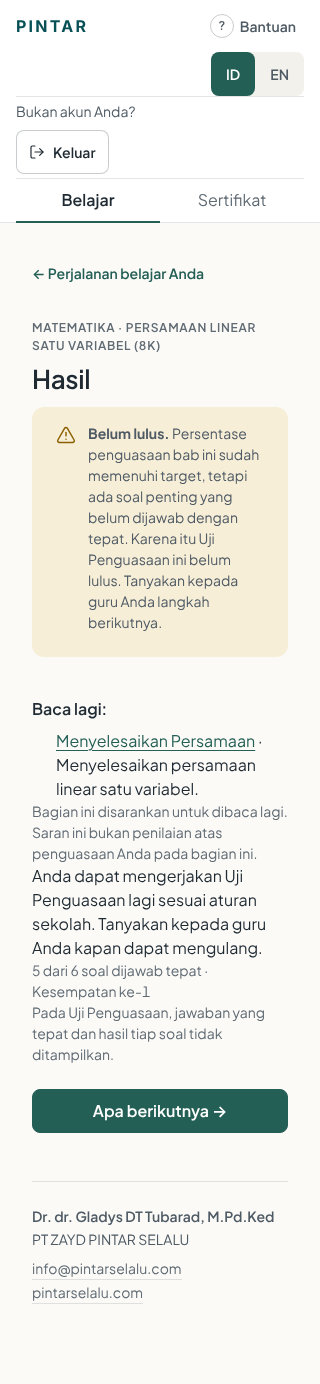 PINTAR
? Bantuan
ID EN
Bukan akun Anda?
Keluar
Belajar Sertifikat
← Perjalanan belajar Anda
MATEMATIKA · PERSAMAAN LINEAR
SATU VARIABEL (8K)
Hasil
Belum lulus. Persentase
penguasaan bab ini sudah
memenuhi target, tetapi
ada soal penting yang
belum dijawab dengan
tepat. Karena itu Uji
Penguasaan ini belum
lulus. Tanyakan kepada
guru Anda langkah
berikutnya.
Baca lagi:
Menyelesaikan Persamaan ·
Menyelesaikan persamaan
linear satu variabel.
Bagian ini disarankan untuk dibaca lagi.
Saran ini bukan penilaian atas
penguasaan Anda pada bagian ini.
Anda dapat mengerjakan Uji
Penguasaan lagi sesuai aturan
sekolah. Tanyakan kepada guru
Anda kapan dapat mengulang.
5 dari 6 soal dijawab tepat ·
Kesempatan ke-1
Pada Uji Penguasaan, jawaban yang
tepat dan hasil tiap soal tidak
ditampilkan.
Apa berikutnya →
Dr. dr. Gladys DT Tubarad, M.Pd.Ked
PT ZAYD PINTAR SELALU
info@pintarselalu.com
pintarselalu.com